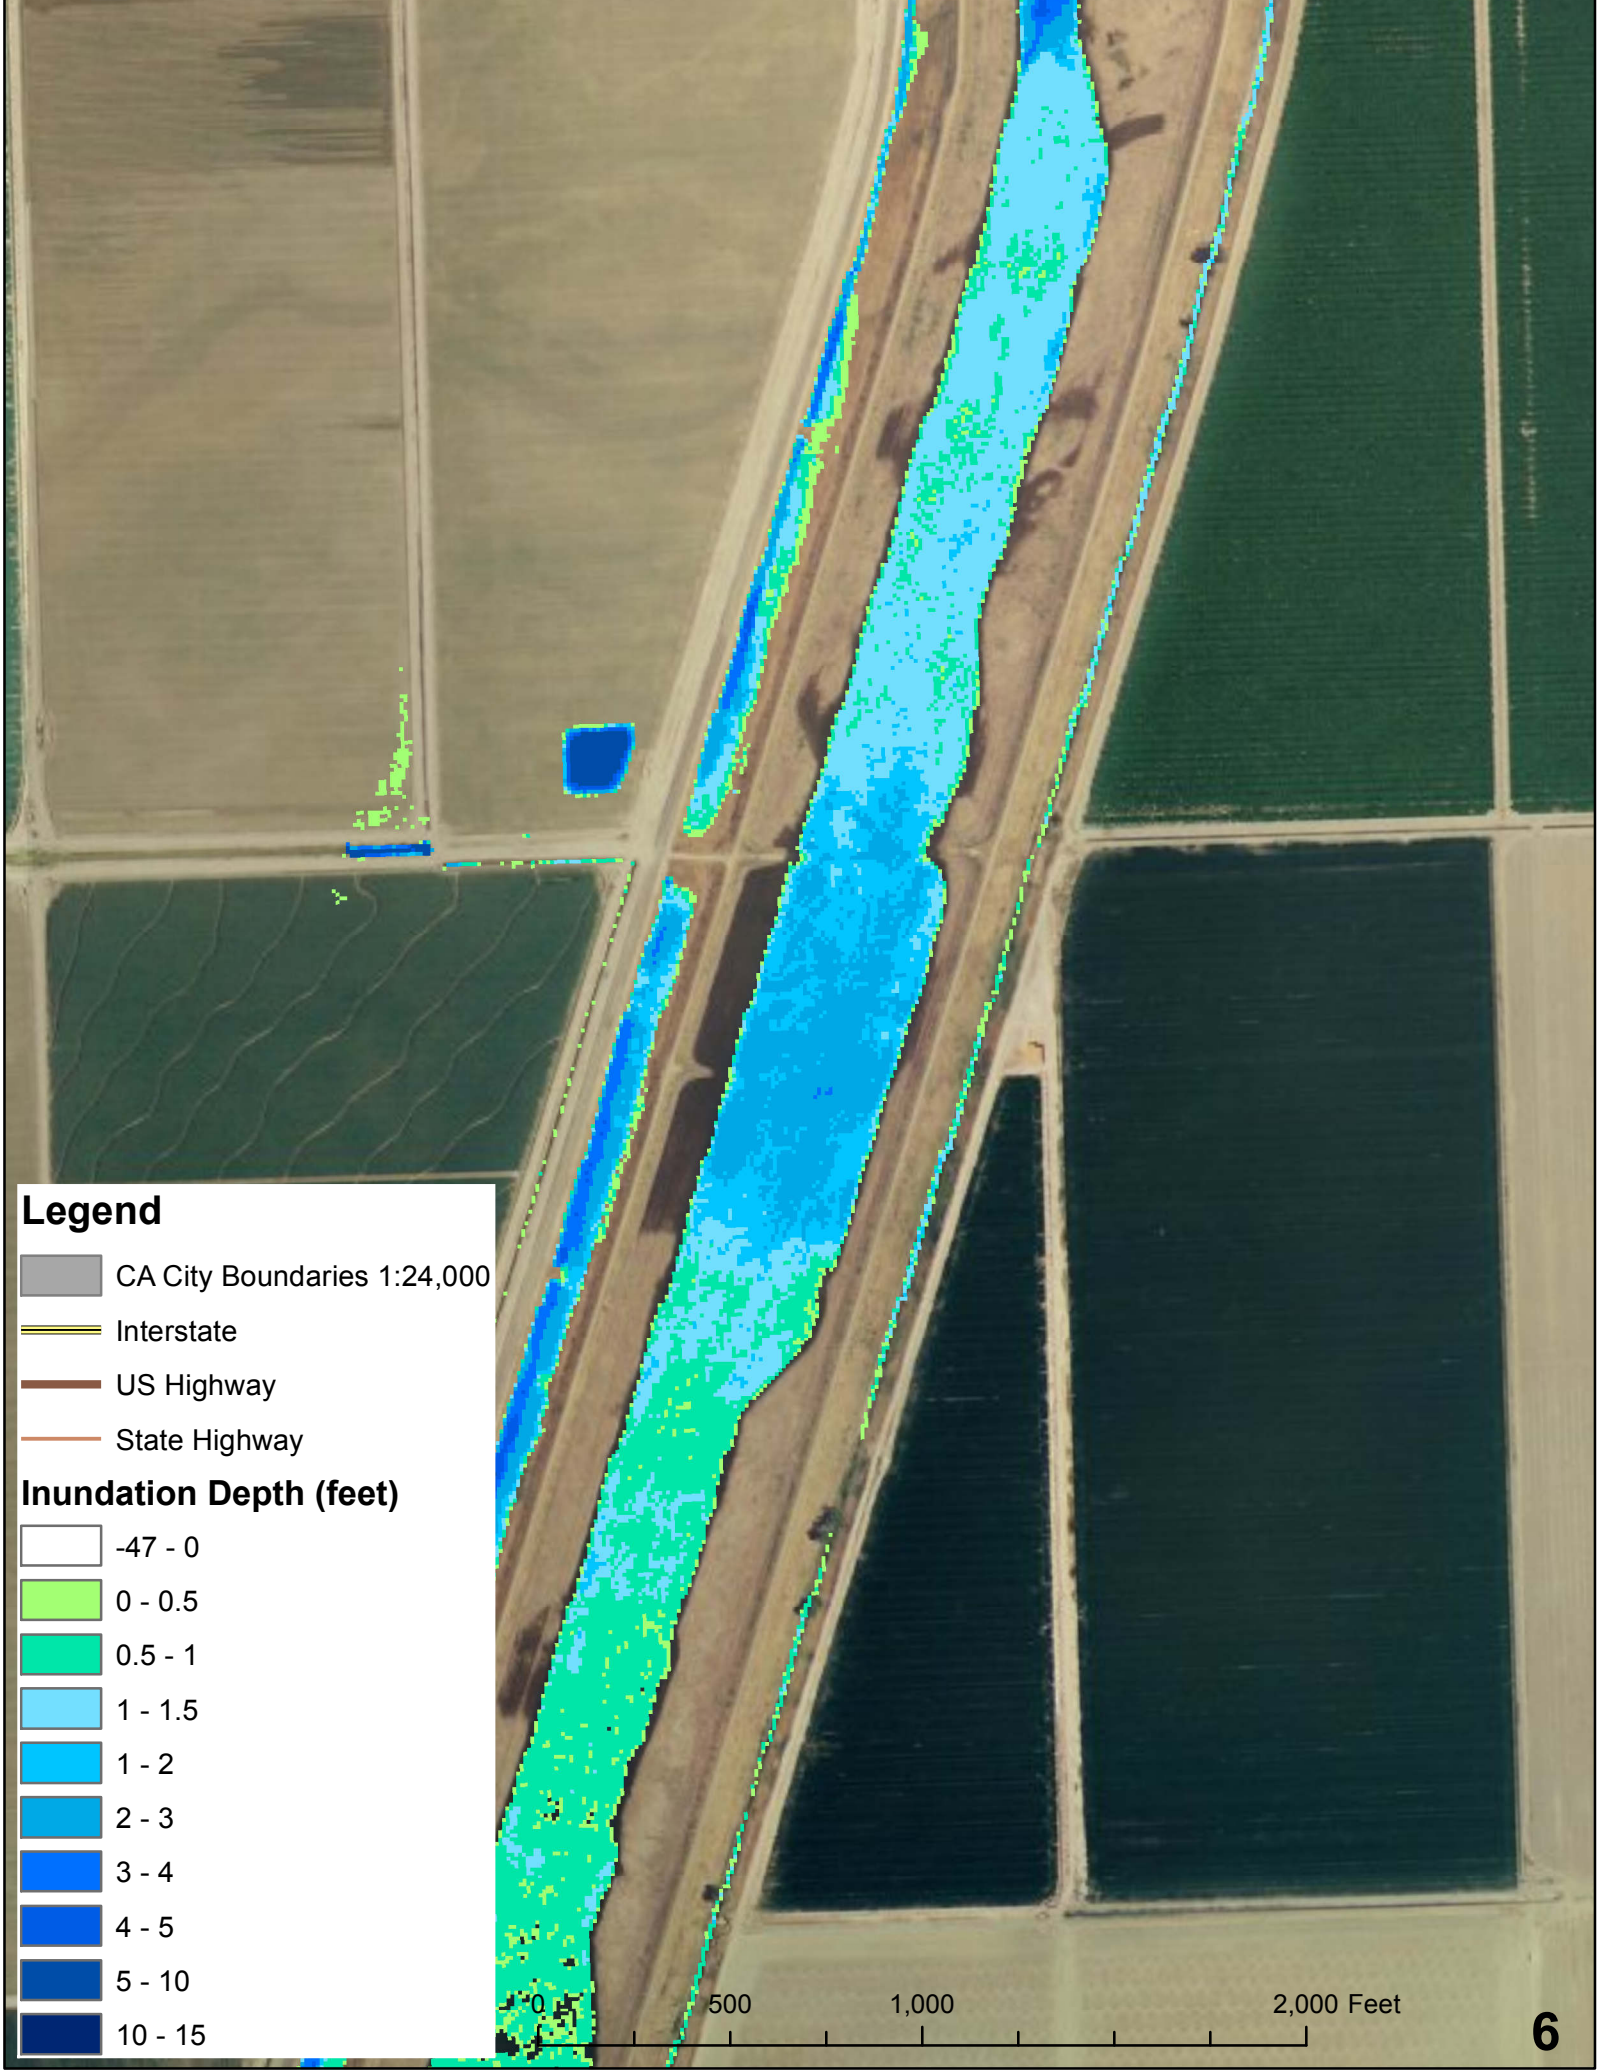 Legend
CA City Boundaries 1:24,000
Interstate
US Highway
State Highway
Inundation Depth (feet)
-47 - 0
0 - 0.5
0.5 - 1
1 - 1.5
1 - 2
2 - 3
3 - 4
4 - 5
5 - 10
10 - 15
0 500 1,000 2,000 Feet
6